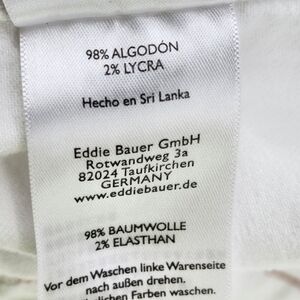 98% ALGODÓN
2% LYCRA
Hecho en Sri Lanka
Eddie Bauer GmbH
Rotwandweg 3a
82024 Taufkirchen
GERMANY
www.eddiebauer.de
98% BAUMWOLLE
2% ELASTHAN
Vor dem Waschen linke Warenseite
nach außen drehen.
Farben waschen.